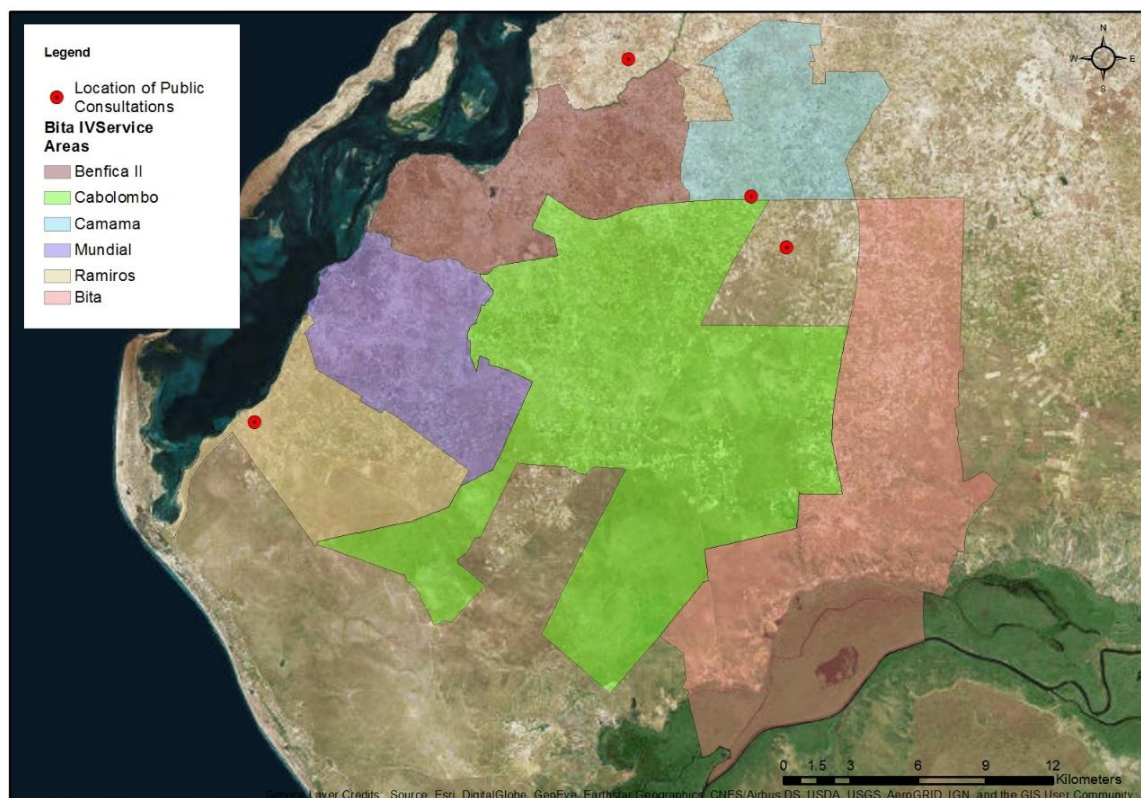 Legend
Location of Public
Consultations
Bita IVService
Areas
Benfica II
Cabolombo
Camama
Mundial
Ramiros
Bita
N
W E
S
0 1.5 3 6 9 12
Kilometers
Service Layer Credits: Source: Esri, DigitalGlobe, GeoEye, Earthstar Geographics, CNES/Airbus DS, USDA, USGS, AeroGRID, IGN, and the GIS User Community